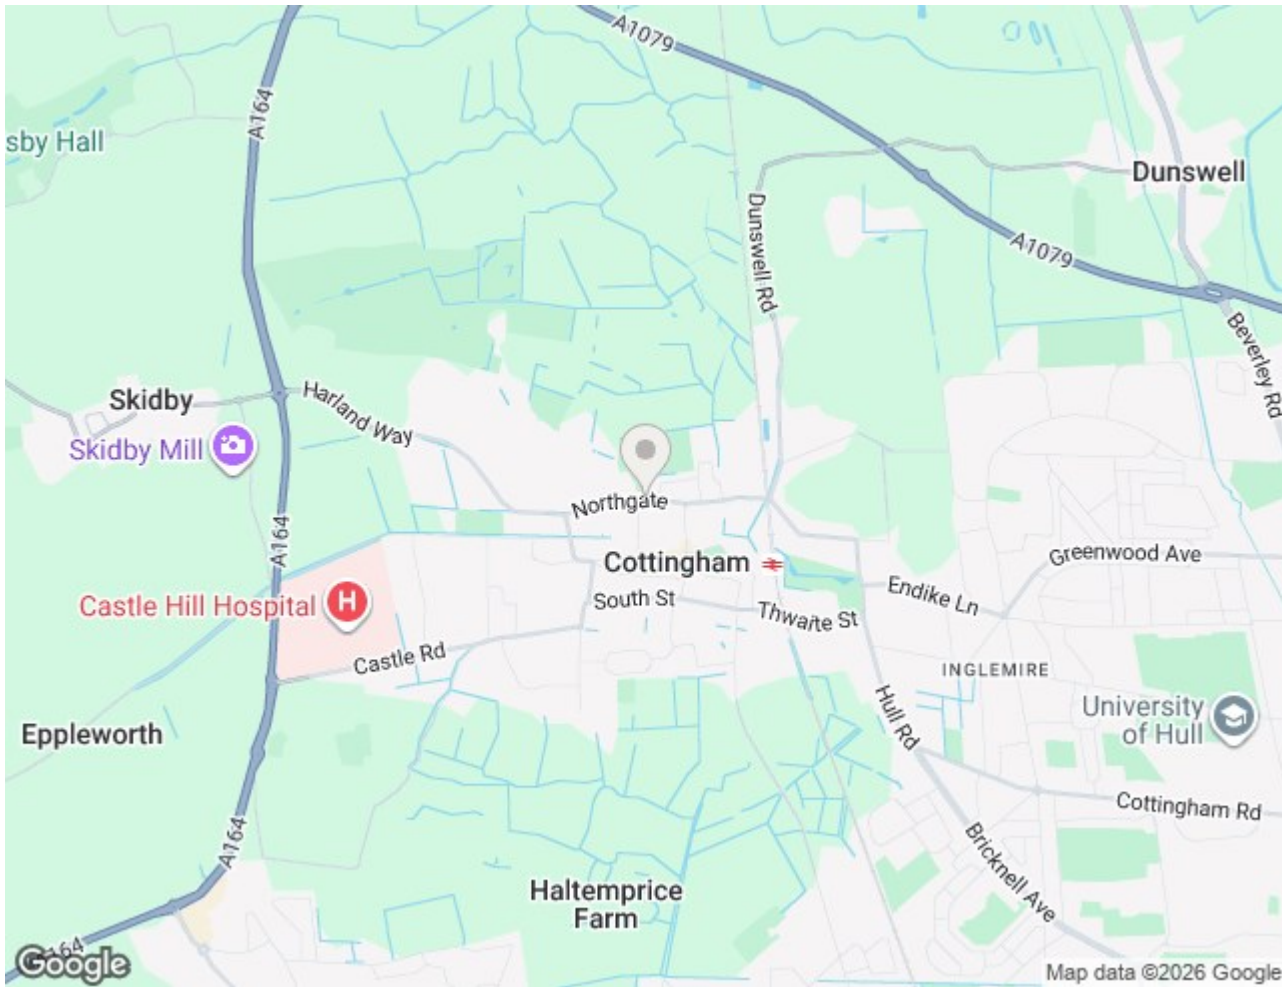 A1079
A164
sby Hall
Dunswell
Dunswell Rd
A1079
Beverley Rd
Skidby
Harland Way
Skidby Mill
Northgate
A164
Cottingham
Greenwood Ave
Castle Hill Hospital
H
South St
Endike Ln
Thwaite St
Castle Rd
INGLEMIRE
Hull Rd
University
of Hull
Eppleworth
Cottingham Rd
A164
Bricknell Ave
Haltemprice
Farm
164
Google
Map data ©2026 Google